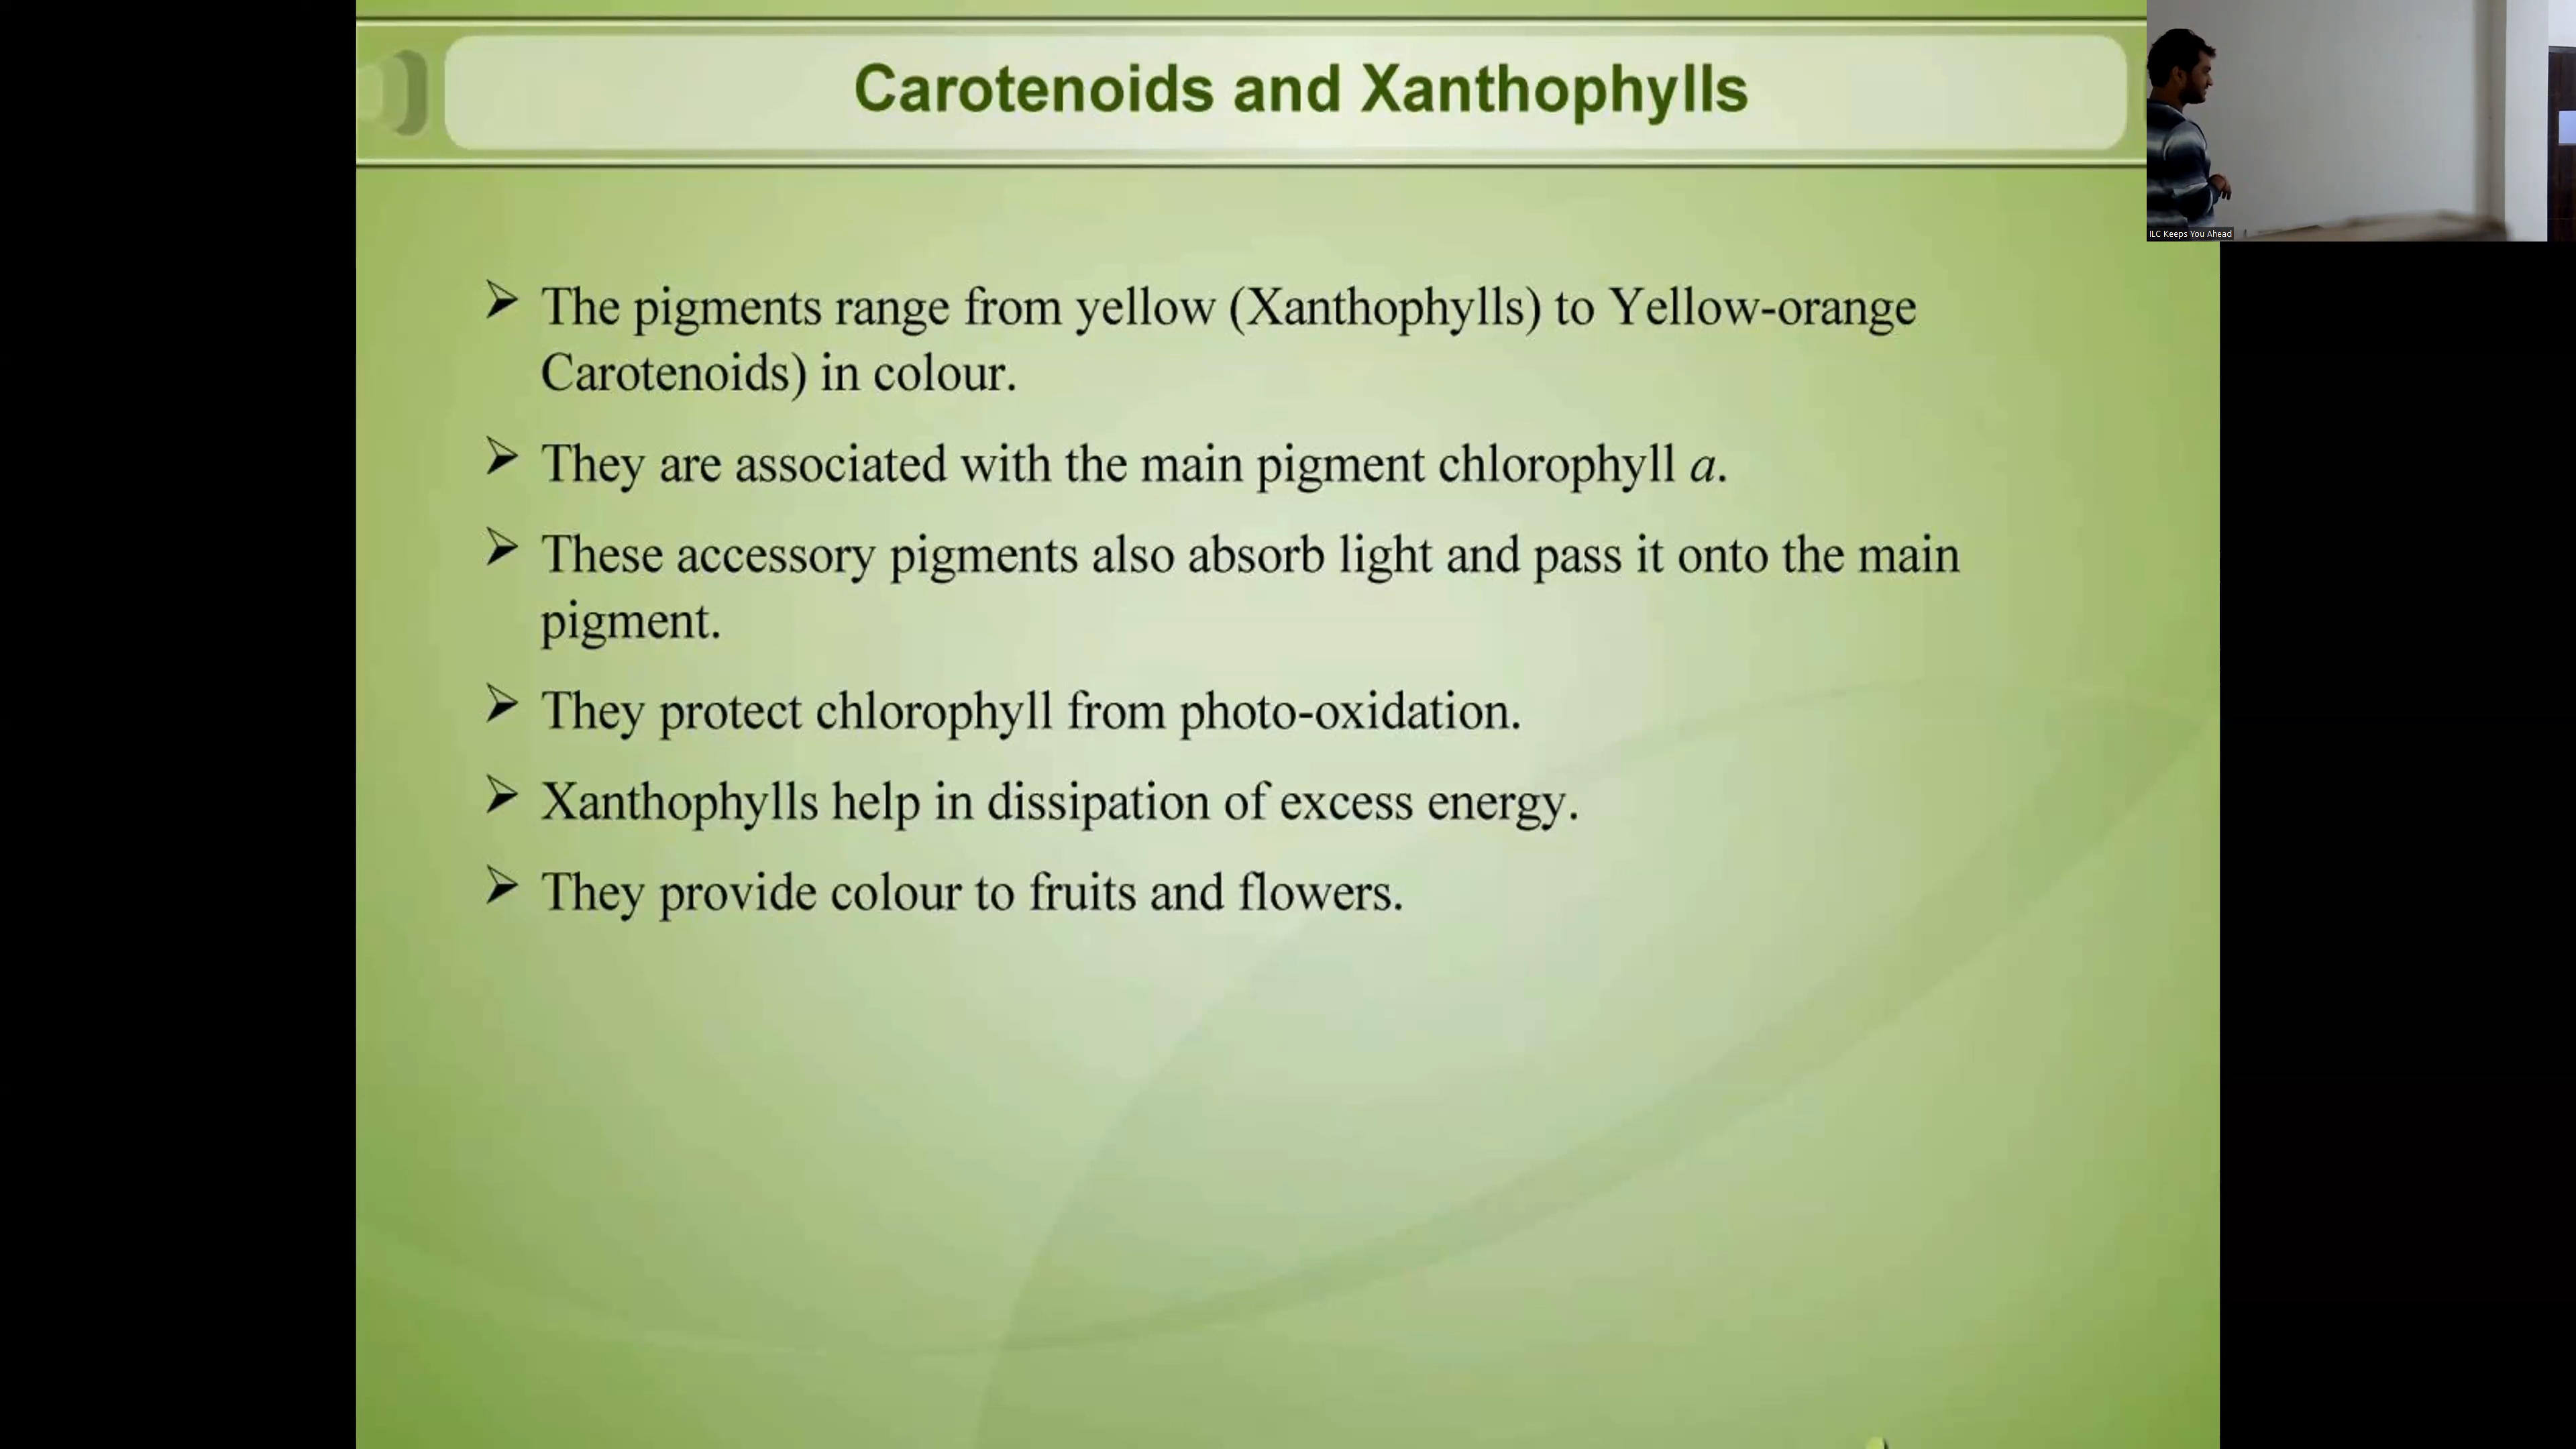 Carotenoids and Xanthophylls
ILC Keeps You Ahead
➢ The pigments range from yellow (Xanthophylls) to Yellow-orange
Carotenoids) in colour.
➢ They are associated with the main pigment chlorophyll a.
➢ These accessory pigments also absorb light and pass it onto the main
pigment.
➢ They protect chlorophyll from photo-oxidation.
➢ Xanthophylls help in dissipation of excess energy.
➢ They provide colour to fruits and flowers.